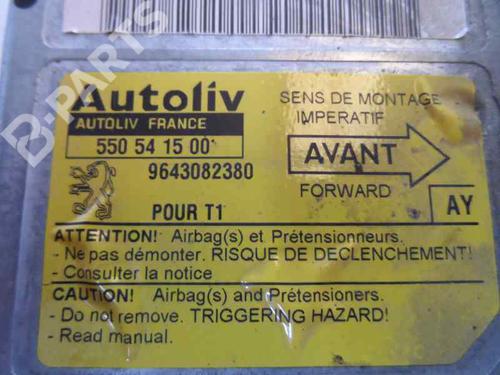 B-PARTS
Autoliv
AUTOLIV FRANCE
550 54 15 00
9643082380
POUR T1
SENS DE MONTAGE
IMPERATIF
AVANT
FORWARD
AY
ATTENTION! Airbag(s) et Prétensionneurs.
- Ne pas démonter. RISQUE DE DECLENCHEMENT!
- Consulter la notice
CAUTION! Airbag(s) and Prétensioners.
- Do not remove. TRIGGERING HAZARD!
- Read manual.